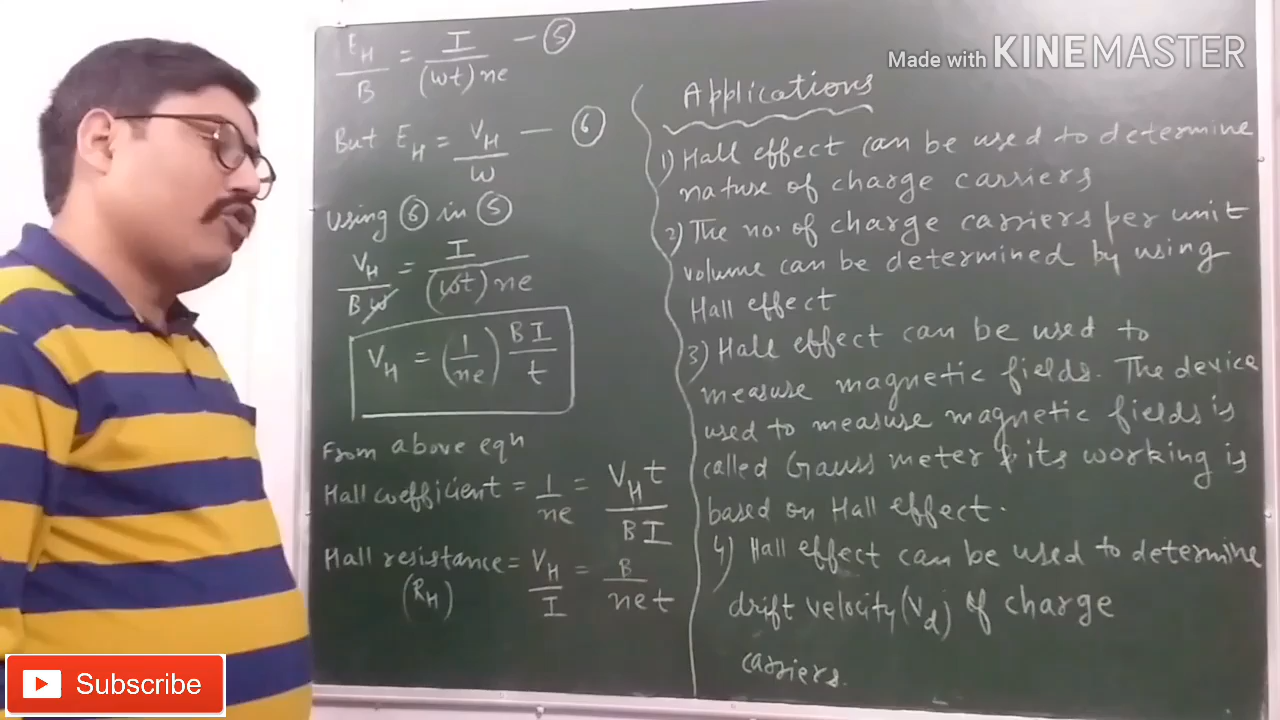 E_H / B = I / (wt) ne — ⑤
But E_H = V_H / w — ⑥
Using ⑥ in ⑤
V_H / B w = I / (wt) ne
V_H = (1 / ne) B I / t
From above eqn
Hall coefficient = 1 / ne = V_H t / B I
Hall resistance = V_H / I = B / net
(R_H)
Made with KINEMASTER
Applications
1) Hall effect can be used to determine
nature of charge carriers
2) The no. of charge carriers per unit
volume can be determined by using
Hall effect
3) Hall effect can be used to
measure magnetic fields. The device
used to measure magnetic fields is
called Gauss meter & its working is
based on Hall effect.
4) Hall effect can be used to determine
drift velocity (V_d) of charge
carriers.
Subscribe